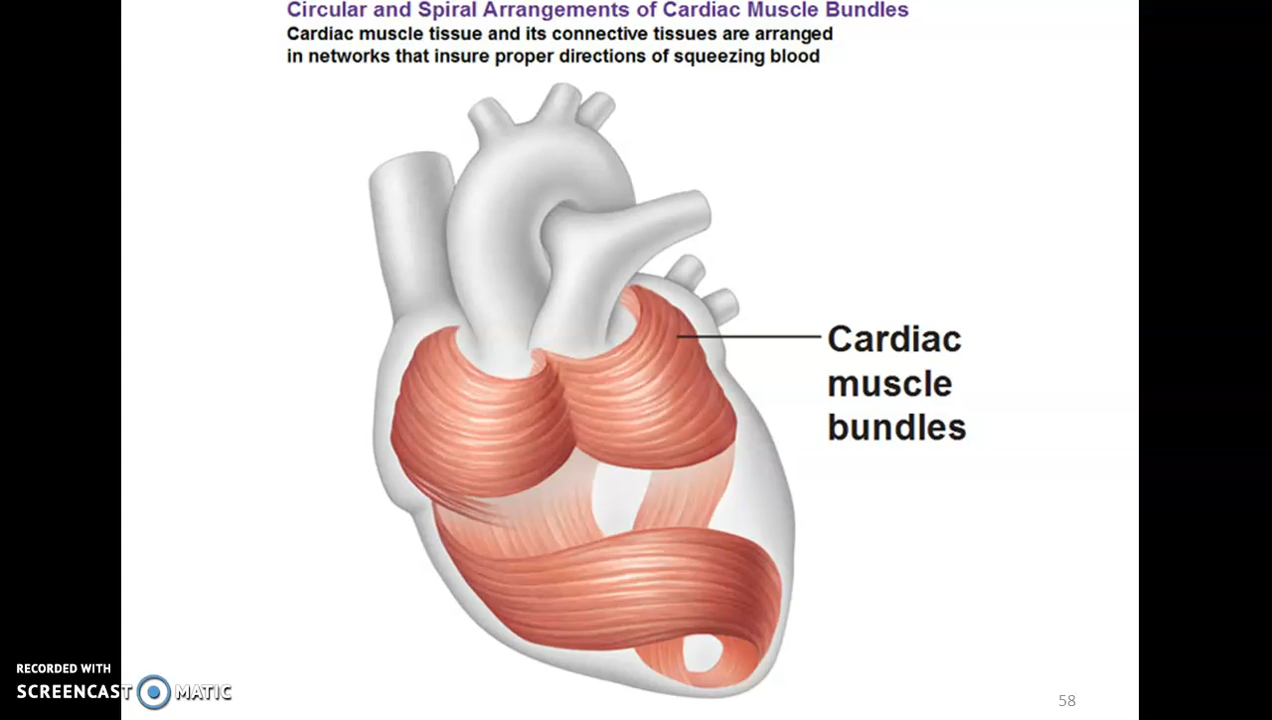 Circular and Spiral Arrangements of Cardiac Muscle Bundles
Cardiac muscle tissue and its connective tissues are arranged
in networks that insure proper directions of squeezing blood
Cardiac
muscle
bundles
RECORDED WITH
SCREENCAST MATIC
58